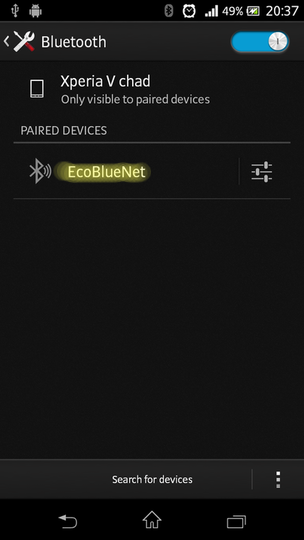 49% 20:37
Bluetooth
Xperia V chad
Only visible to paired devices
PAIRED DEVICES
EcoBlueNet
Search for devices